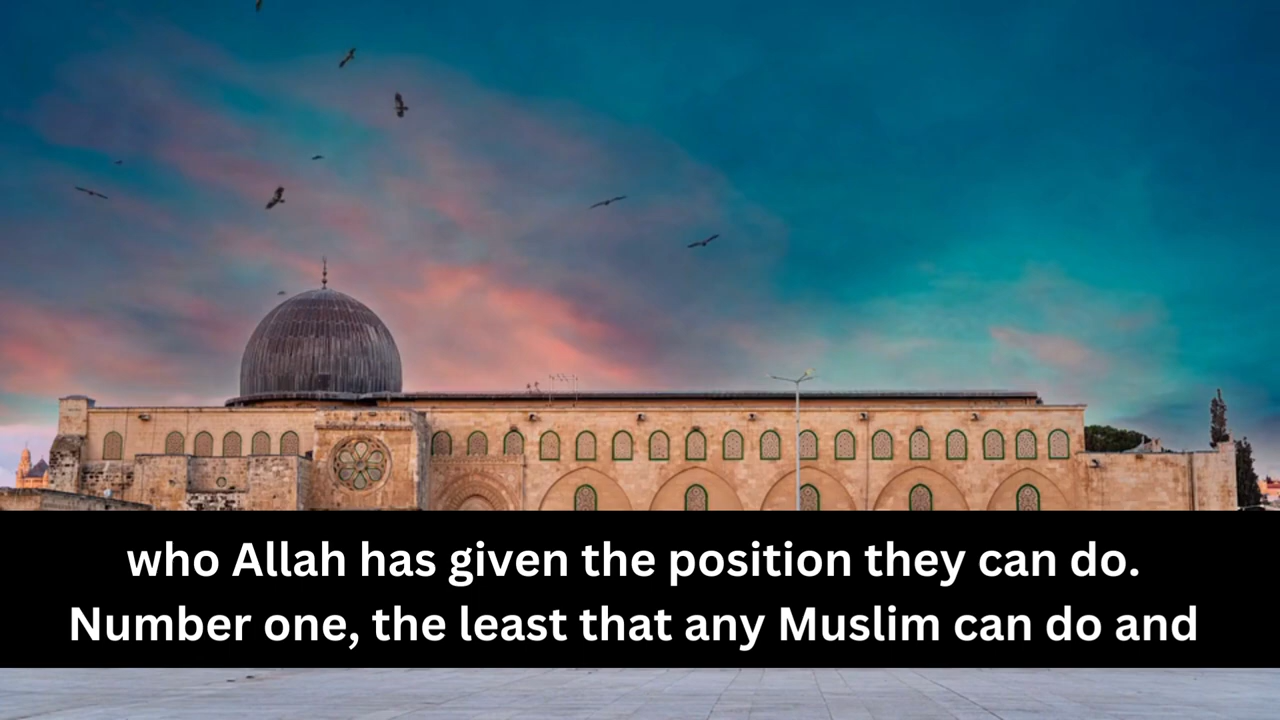 who Allah has given the position they can do.
Number one, the least that any Muslim can do and